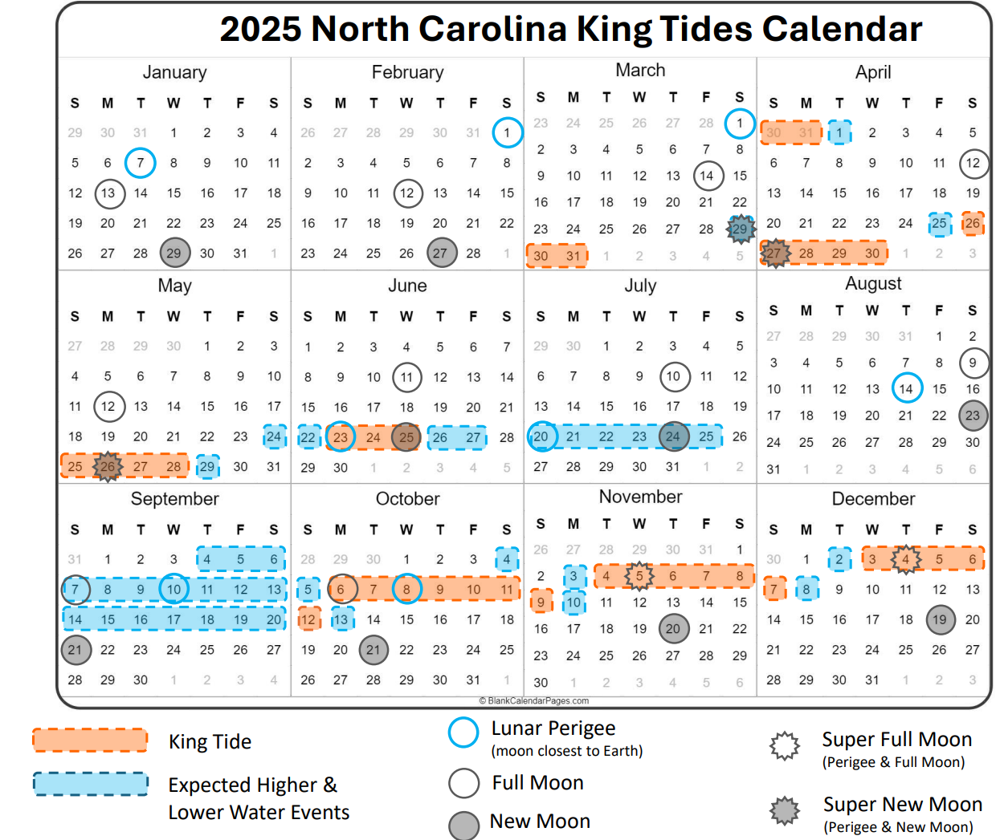 2025 North Carolina King Tides Calendar
January
S M T W T F S
29 30 31 1 2 3 4
5 6 7 8 9 10 11
12 13 14 15 16 17 18
19 20 21 22 23 24 25
26 27 28 29 30 31 1
February
S M T W T F S
26 27 28 29 30 31 1
2 3 4 5 6 7 8
9 10 11 12 13 14 15
16 17 18 19 20 21 22
23 24 25 26 27 28 1
March
S M T W T F S
23 24 25 26 27 28 1
2 3 4 5 6 7 8
9 10 11 12 13 14 15
16 17 18 19 20 21 22
23 24 25 26 27 28 29
30 31 1 2 3 4 5
April
S M T W T F S
30 31 1 2 3 4 5
6 7 8 9 10 11 12
13 14 15 16 17 18 19
20 21 22 23 24 25 26
27 28 29 30 1 2 3
May
S M T W T F S
27 28 29 30 1 2 3
4 5 6 7 8 9 10
11 12 13 14 15 16 17
18 19 20 21 22 23 24
25 26 27 28 29 30 31
June
S M T W T F S
1 2 3 4 5 6 7
8 9 10 11 12 13 14
15 16 17 18 19 20 21
22 23 24 25 26 27 28
29 30 1 2 3 4 5
July
S M T W T F S
29 30 1 2 3 4 5
6 7 8 9 10 11 12
13 14 15 16 17 18 19
20 21 22 23 24 25 26
27 28 29 30 31 1 2
August
S M T W T F S
27 28 29 30 31 1 2
3 4 5 6 7 8 9
10 11 12 13 14 15 16
17 18 19 20 21 22 23
24 25 26 27 28 29 30
31 1 2 3 4 5 6
September
S M T W T F S
31 1 2 3 4 5 6
7 8 9 10 11 12 13
14 15 16 17 18 19 20
21 22 23 24 25 26 27
28 29 30 1 2 3 4
October
S M T W T F S
28 29 30 1 2 3 4
5 6 7 8 9 10 11
12 13 14 15 16 17 18
19 20 21 22 23 24 25
26 27 28 29 30 31 1
November
S M T W T F S
26 27 28 29 30 31 1
2 3 4 5 6 7 8
9 10 11 12 13 14 15
16 17 18 19 20 21 22
23 24 25 26 27 28 29
30 1 2 3 4 5 6
December
S M T W T F S
30 1 2 3 4 5 6
7 8 9 10 11 12 13
14 15 16 17 18 19 20
21 22 23 24 25 26 27
28 29 30 31 1 2 3
© BlankCalendarPages.com
King Tide
Expected Higher &
Lower Water Events
Lunar Perigee
(moon closest to Earth)
Full Moon
New Moon
Super Full Moon
(Perigee & Full Moon)
Super New Moon
(Perigee & New Moon)